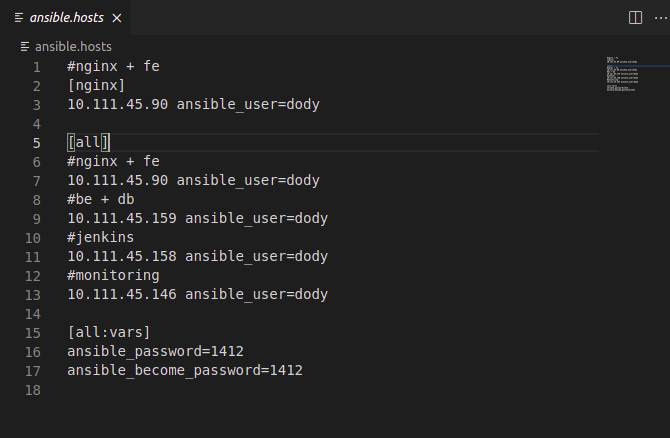 ansible.hosts
ansible.hosts
1 #nginx + fe
2 [nginx]
3 10.111.45.90 ansible_user=dody
4
5 [all]
6 #nginx + fe
7 10.111.45.90 ansible_user=dody
8 #be + db
9 10.111.45.159 ansible_user=dody
10 #jenkins
11 10.111.45.158 ansible_user=dody
12 #monitoring
13 10.111.45.146 ansible_user=dody
14
15 [all:vars]
16 ansible_password=1412
17 ansible_become_password=1412
18